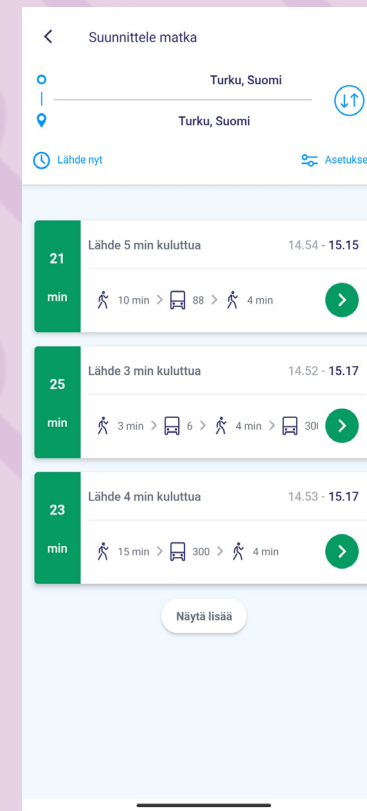 Suunnittele matka
Turku, Suomi
Turku, Suomi
Lähde nyt Asetukse
21 min
Lähde 5 min kuluttua 14.54 - 15.15
10 min > 88 > 4 min
25 min
Lähde 3 min kuluttua 14.52 - 15.17
3 min > 6 > 4 min > 300
23 min
Lähde 4 min kuluttua 14.53 - 15.17
15 min > 300 > 4 min
Näytä lisää